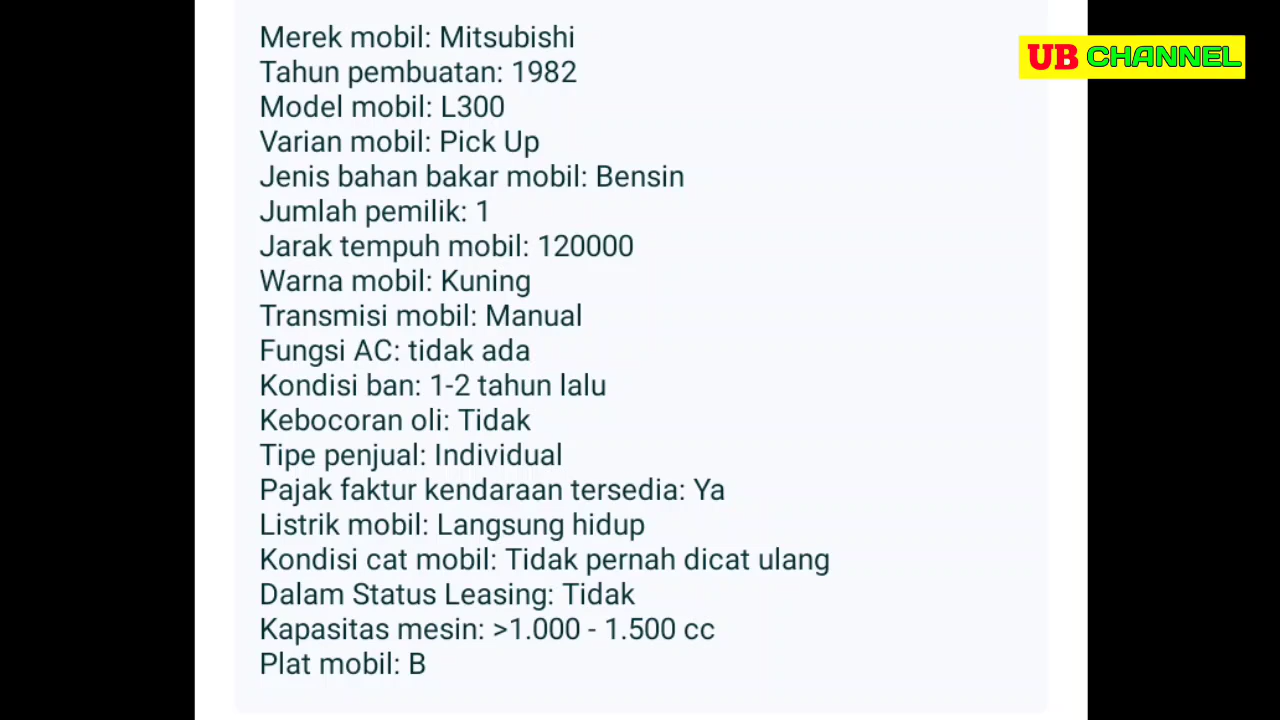 Merek mobil: Mitsubishi
UB CHANNEL
Tahun pembuatan: 1982
Model mobil: L300
Varian mobil: Pick Up
Jenis bahan bakar mobil: Bensin
Jumlah pemilik: 1
Jarak tempuh mobil: 120000
Warna mobil: Kuning
Transmisi mobil: Manual
Fungsi AC: tidak ada
Kondisi ban: 1-2 tahun lalu
Kebocoran oli: Tidak
Tipe penjual: Individual
Pajak faktur kendaraan tersedia: Ya
Listrik mobil: Langsung hidup
Kondisi cat mobil: Tidak pernah dicat ulang
Dalam Status Leasing: Tidak
Kapasitas mesin: >1.000 - 1.500 cc
Plat mobil: B